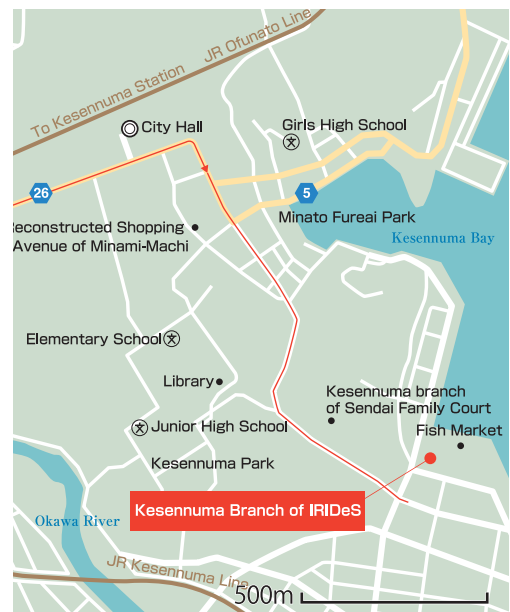 JR Ofunato Line
To Kesennuma Station
City Hall
Girls High School
26
5
Reconstructed Shopping
Avenue of Minami-Machi
Minato Fureai Park
Kesennuma Bay
Elementary School
Library
Kesennuma branch
of Sendai Family Court
Junior High School
Fish Market
Kesennuma Park
Kesennuma Branch of IRIDeS
Okawa River
JR Kesennuma Line
500m